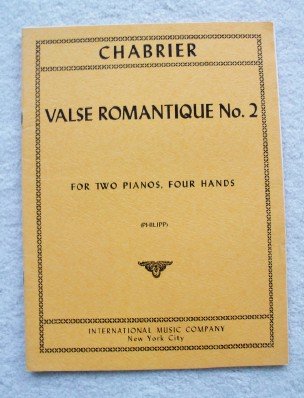 CHABRIER
VALSE ROMANTIQUE No. 2
FOR TWO PIANOS, FOUR HANDS
(PHILIPP)
INTERNATIONAL MUSIC COMPANY
New York City